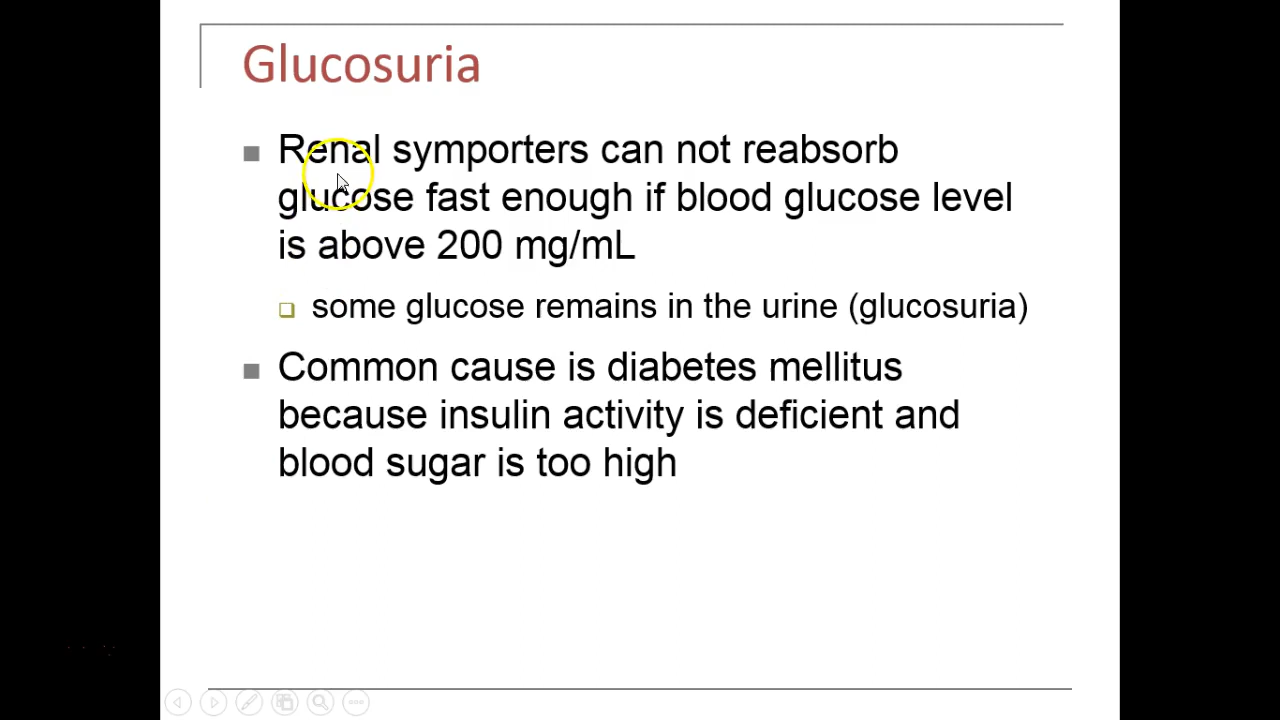 Glucosuria
Renal symporters can not reabsorb
glucose fast enough if blood glucose level
is above 200 mg/mL
some glucose remains in the urine (glucosuria)
Common cause is diabetes mellitus
because insulin activity is deficient and
blood sugar is too high